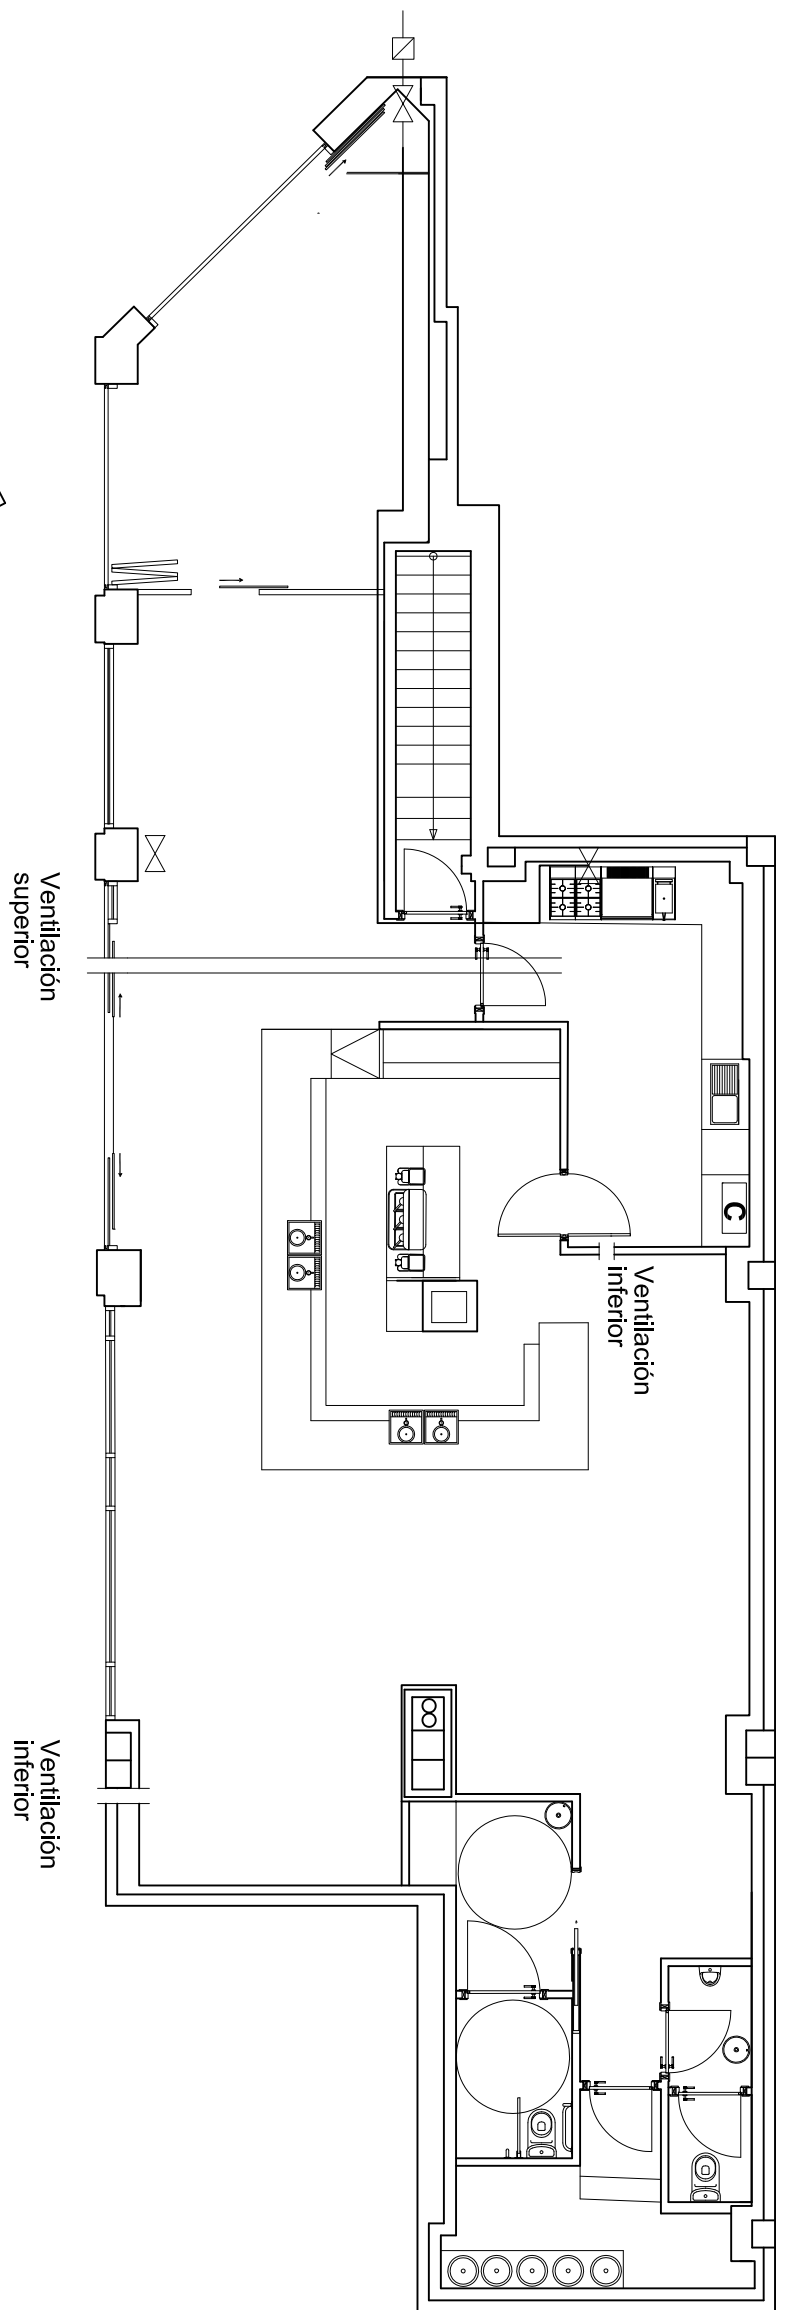 Ventilación
superior
C
Ventilación
inferior
Ventilación
inferior